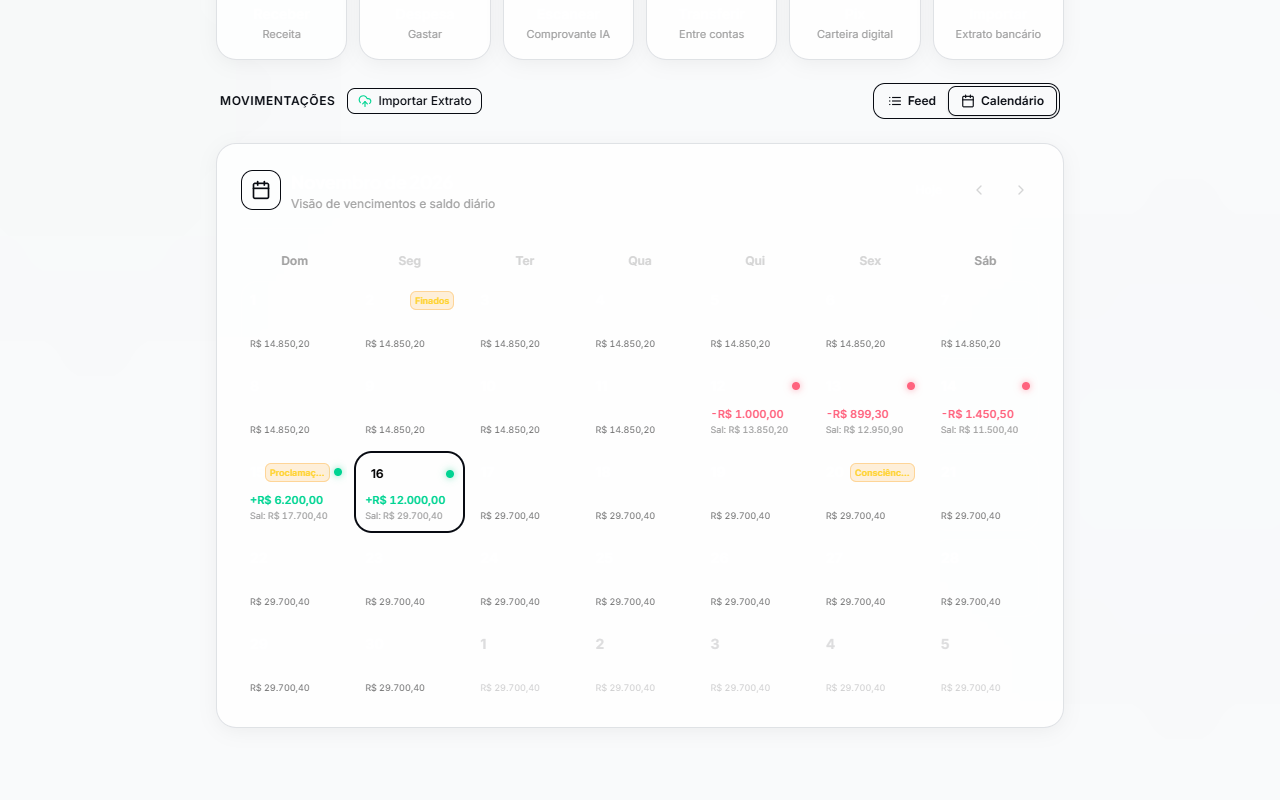 Receita Gastar Comprovante IA Entre contas Carteira digital Extrato bancário
MOVIMENTAÇÕES Importar Extrato Feed Calendário
Visão de vencimentos e saldo diário
Dom Seg Ter Qua Qui Sex Sáb
Finados
R$ 14.850,20 R$ 14.850,20 R$ 14.850,20 R$ 14.850,20 R$ 14.850,20 R$ 14.850,20 R$ 14.850,20
-R$ 1.000,00 -R$ 899,30 -R$ 1.450,50
R$ 14.850,20 R$ 14.850,20 R$ 14.850,20 R$ 14.850,20 Sal: R$ 13.850,20 Sal: R$ 12.950,90 Sal: R$ 11.500,40
Proclamaç... 16 Consciênc...
+R$ 6.200,00 +R$ 12.000,00
Sal: R$ 17.700,40 Sal: R$ 29.700,40 R$ 29.700,40 R$ 29.700,40 R$ 29.700,40 R$ 29.700,40 R$ 29.700,40
R$ 29.700,40 R$ 29.700,40 R$ 29.700,40 R$ 29.700,40 R$ 29.700,40 R$ 29.700,40 R$ 29.700,40
1 2 3 4 5
R$ 29.700,40 R$ 29.700,40 R$ 29.700,40 R$ 29.700,40 R$ 29.700,40 R$ 29.700,40 R$ 29.700,40